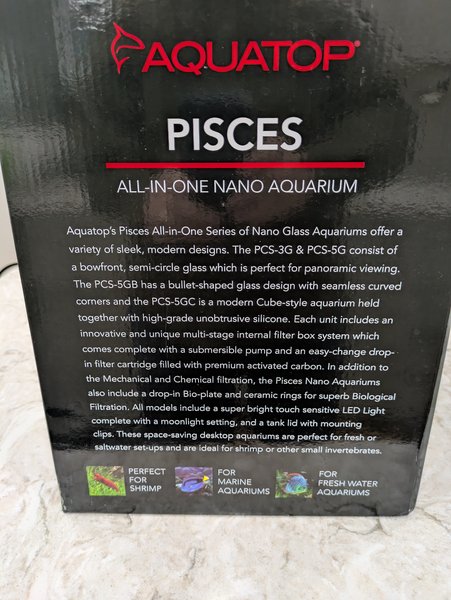 AQUATOP®
PISCES
ALL-IN-ONE NANO AQUARIUM
Aquatop's Pisces All-in-One Series of Nano Glass Aquariums offer a
variety of sleek, modern designs. The PCS-3G & PCS-5G consist of
a bowfront, semi-circle glass which is perfect for panoramic viewing.
The PCS-5GB has a bullet-shaped glass design with seamless curved
corners and the PCS-5GC is a modern Cube-style aquarium held
together with high-grade unobtrusive silicone. Each unit includes an
innovative and unique multi-stage internal filter box system which
comes complete with a submersible pump and an easy-change drop-
in filter cartridge filled with premium activated carbon. In addition to
the Mechanical and Chemical filtration, the Pisces Nano Aquariums
also include a drop-in Bio-plate and ceramic rings for superb Biological
Filtration. All models include a super bright touch sensitive LED Light
complete with a moonlight setting, and a tank lid with mounting
clips. These space-saving desktop aquariums are perfect for fresh or
saltwater set-ups and are ideal for shrimp or other small invertebrates.
PERFECT
FOR
SHRIMP
FOR
MARINE
AQUARIUMS
FOR
FRESH WATER
AQUARIUMS